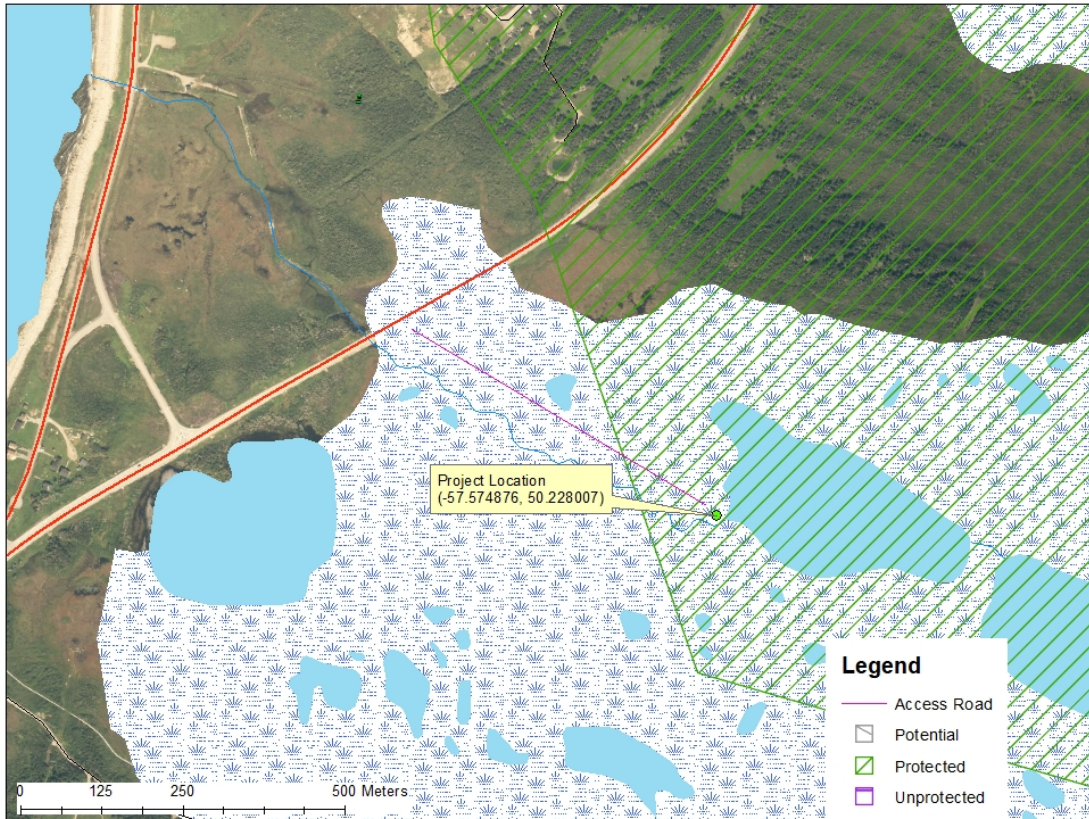 Project Location
(-57.574876, 50.228007)
Legend
Access Road
Potential
Protected
Unprotected
0 125 250 500 Meters